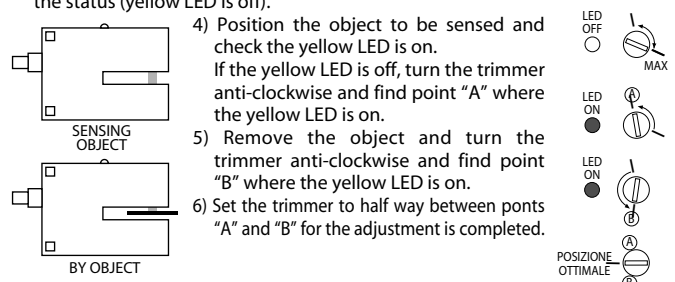 the status (yellow LED is off).
4) Position the object to be sensed and
check the yellow LED is on.
If the yellow LED is off, turn the trimmer
anti-clockwise and find point “A” where
the yellow LED is on.
5) Remove the object and turn the
trimmer anti-clockwise and find point
“B” where the yellow LED is on.
6) Set the trimmer to half way between ponts
“A” and “B” for the adjustment is completed.
SENSING
OBJECT
BY OBJECT
LED
OFF
MAX
LED
ON
A
LED
ON
B
POSIZIONE
OTTIMALE
A
B